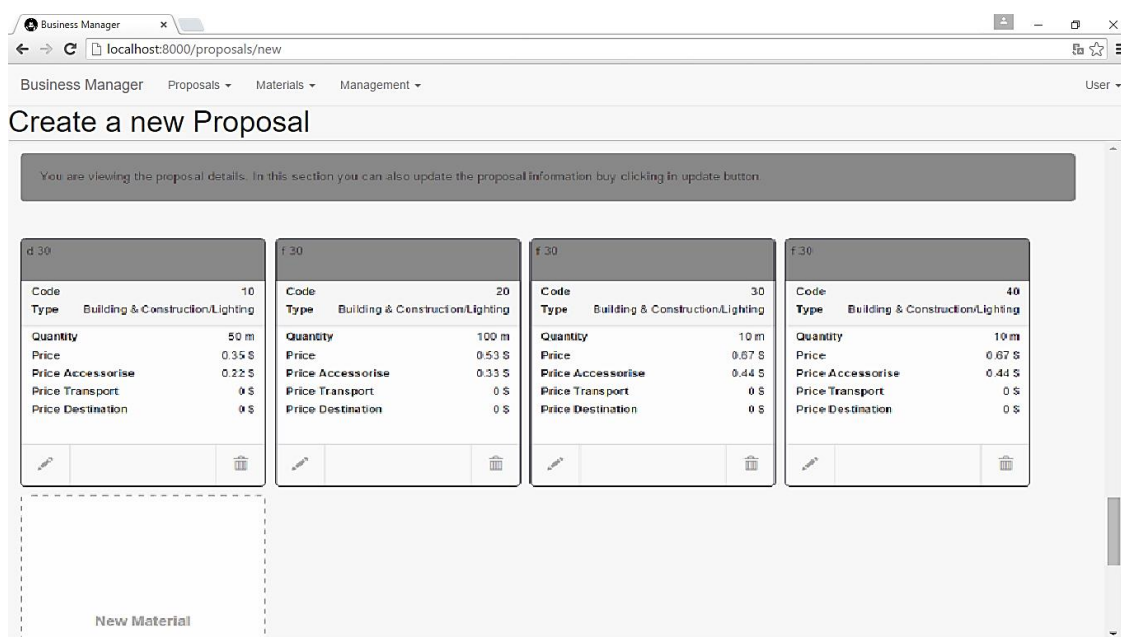 Business Manager
localhost:8000/proposals/new
Business Manager Proposals Materials Management User
Create a new Proposal
You are viewing the proposal details. In this section you can also update the proposal information buy clicking in update button.
d 30 f 30 f 30 f 30
Code 10 Code 20 Code 30 Code 40
Type Building & Construction/Lighting Type Building & Construction/Lighting Type Building & Construction/Lighting Type Building & Construction/Lighting
Quantity 50 m Quantity 100 m Quantity 10 m Quantity 10 m
Price 0.35 $ Price 0.53 $ Price 0.67 $ Price 0.67 $
Price Accessorise 0.22 $ Price Accessorise 0.33 $ Price Accessorise 0.44 $ Price Accessorise 0.44 $
Price Transport 0 $ Price Transport 0 $ Price Transport 0 $ Price Transport 0 $
Price Destination 0 $ Price Destination 0 $ Price Destination 0 $ Price Destination 0 $
New Material